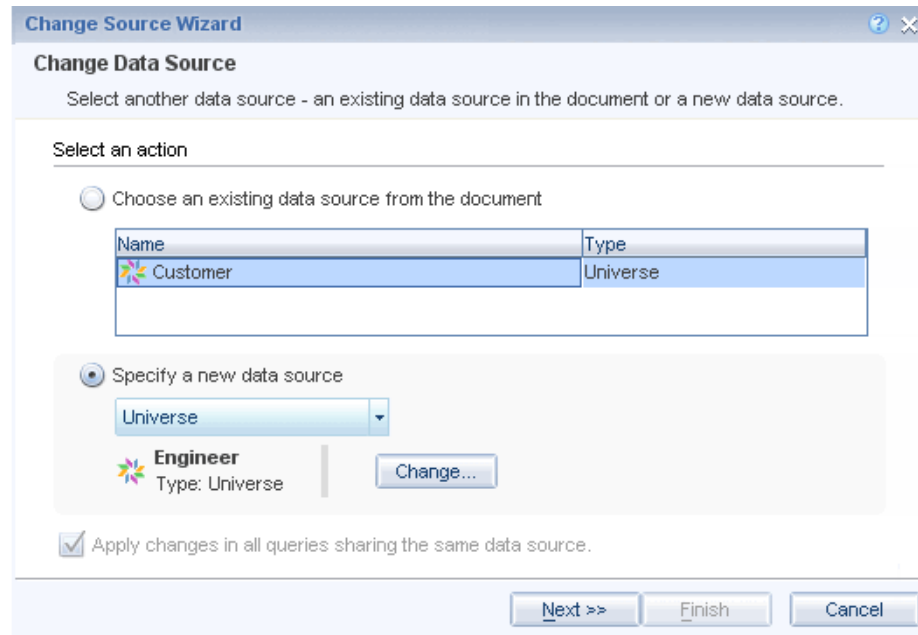 Change Source Wizard
Change Data Source
Select another data source - an existing data source in the document or a new data source.
Select an action
Choose an existing data source from the document
Name Type
Customer Universe
Specify a new data source
Universe
Engineer
Type: Universe
Change...
Apply changes in all queries sharing the same data source.
Next >> Finish Cancel